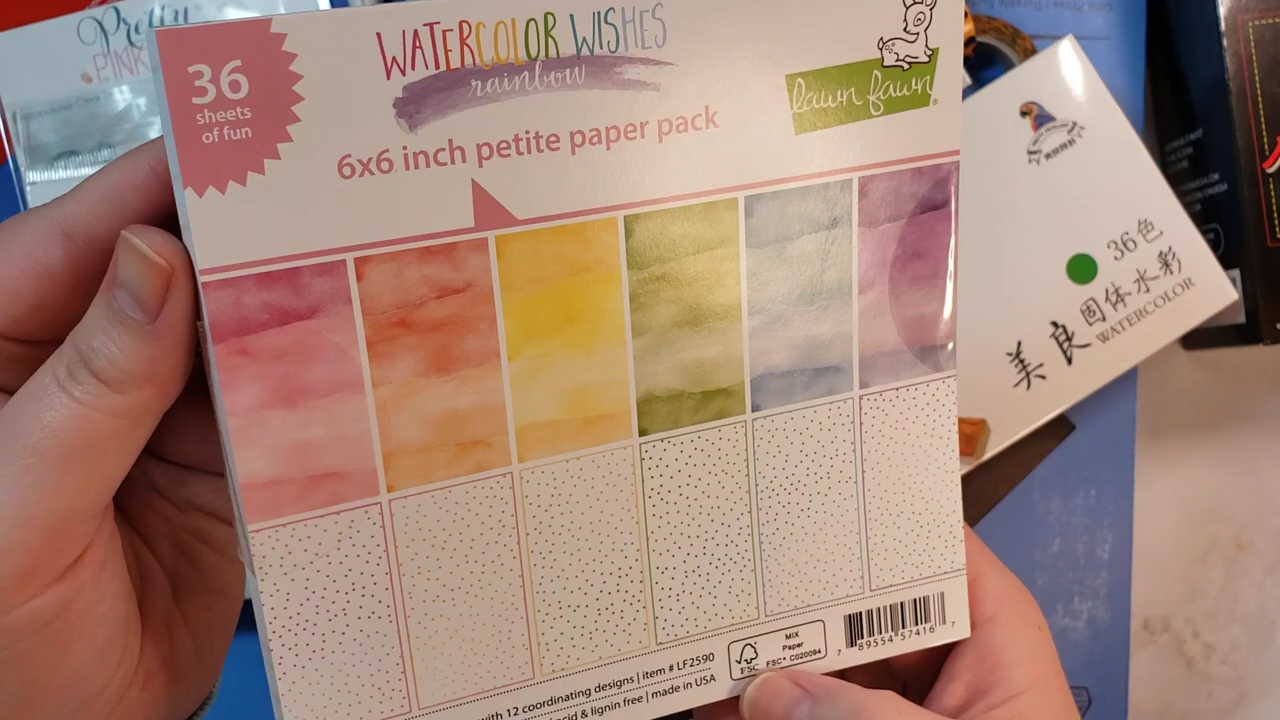 Pretty
PINK
36
sheets
of fun
WATERCOLOR WISHES
rainbow
6x6 inch petite paper pack
lawn fawn®
with 12 coordinating designs | item # LF2590
acid & lignin free | made in USA
FSC
MIX
Paper
FSC® C020094
7 89554 57416 7
36色
固体水彩
美良
WATERCOLOR